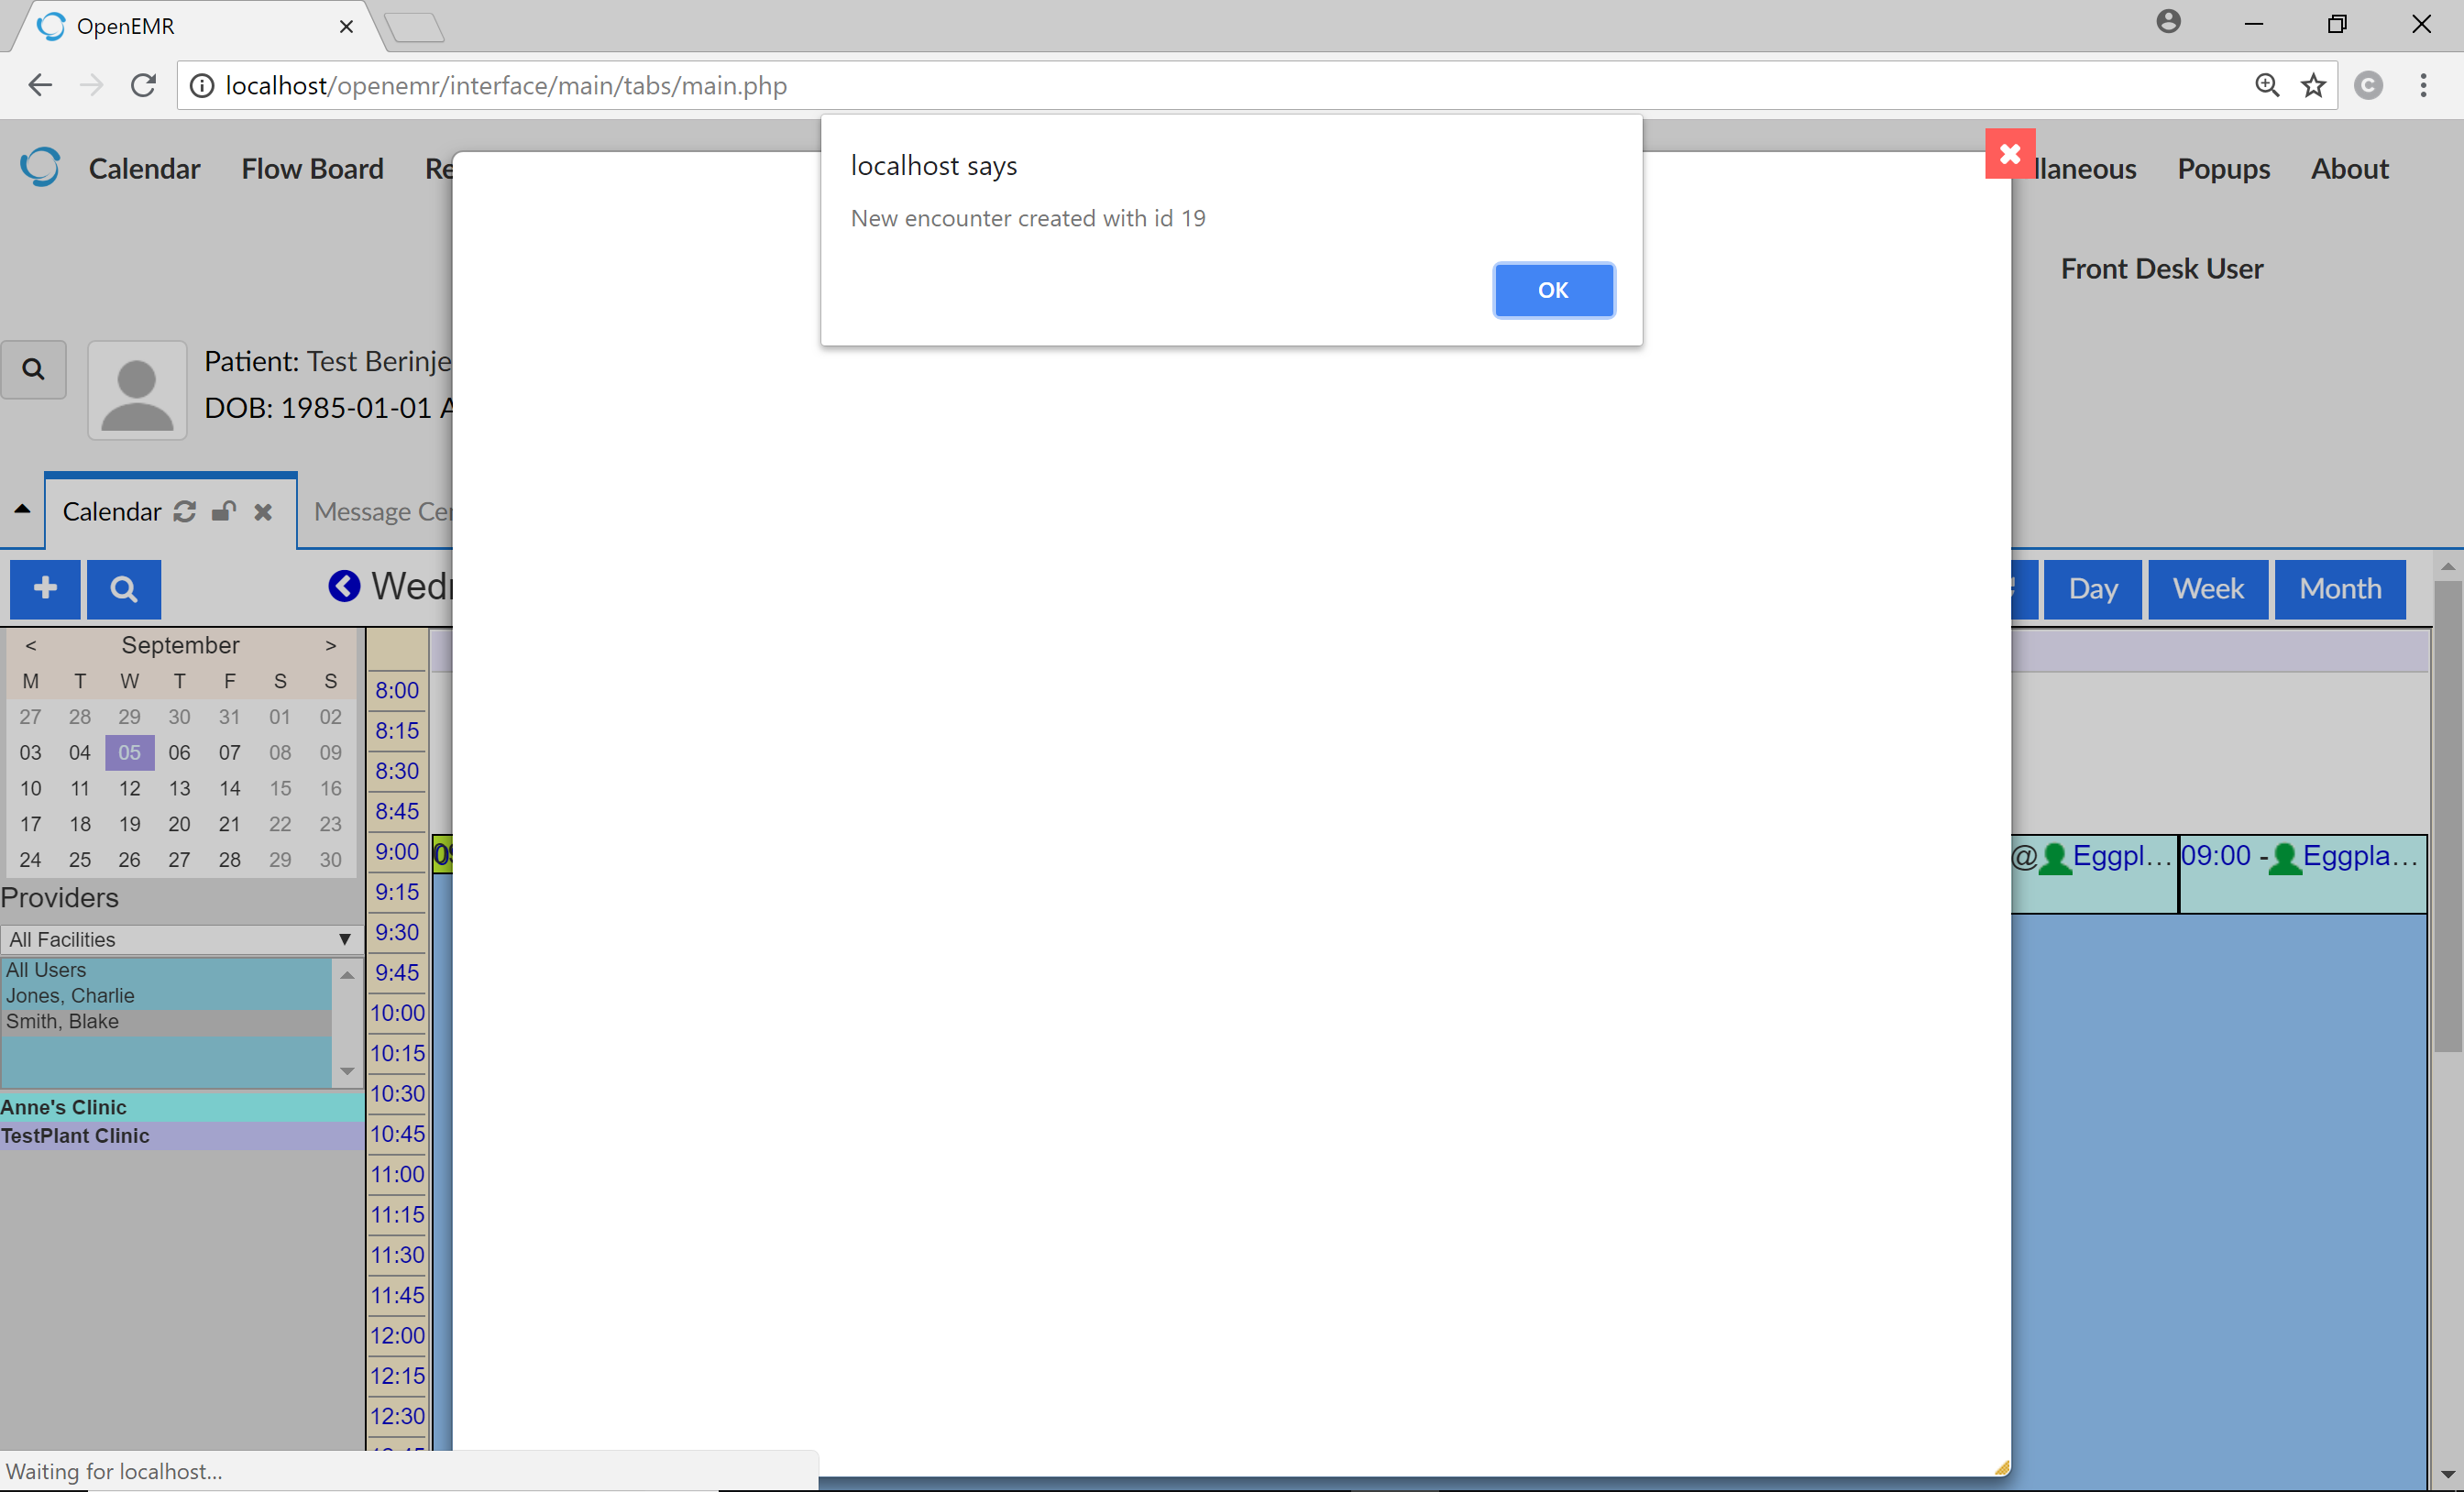 OpenEMR
localhost/openemr/interface/main/tabs/main.php
localhost says
New encounter created with id 19
OK
Calendar Flow Board Re
llaneous Popups About
Front Desk User
Patient: Test Berinje
DOB: 1985-01-01 A
Calendar Message Cer
Wedn
Day Week Month
< September >
M T W T F S S
27 28 29 30 31 01 02
03 04 05 06 07 08 09
10 11 12 13 14 15 16
17 18 19 20 21 22 23
24 25 26 27 28 29 30
Providers
All Facilities
All Users
Jones, Charlie
Smith, Blake
Anne's Clinic
TestPlant Clinic
8:00
8:15
8:30
8:45
9:00
9:15
9:30
9:45
10:00
10:15
10:30
10:45
11:00
11:15
11:30
11:45
12:00
12:15
12:30
@Eggpl... 09:00 -Eggpla...
Waiting for localhost...